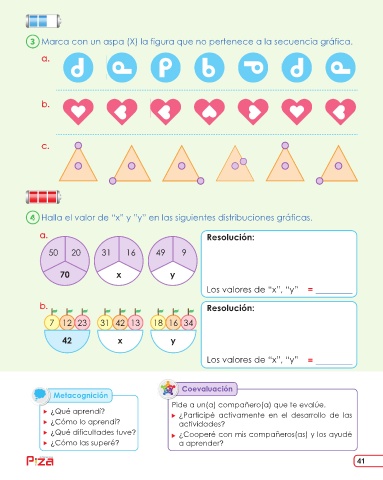 3 Marca con un aspa (X) la figura que no pertenece a la secuencia gráfica.
a.
b.
c.
4 Halla el valor de “x” y “y” en las siguientes distribuciones gráficas.
a.
50 20 70
31 16 x
49 9 y
Resolución:
Los valores de “x”, “y” = ________
b.
7 12 23 42
31 42 13 x
18 16 34 y
Resolución:
Los valores de “x”, “y” = ________
Metacognición
¿Qué aprendí?
¿Cómo lo aprendí?
¿Qué dificultades tuve?
¿Cómo las superé?
Coevaluación
Pide a un(a) compañero(a) que te evalúe.
¿Participé activamente en el desarrollo de las
actividades?
¿Cooperé con mis compañeros(as) y los ayudé
a aprender?
41